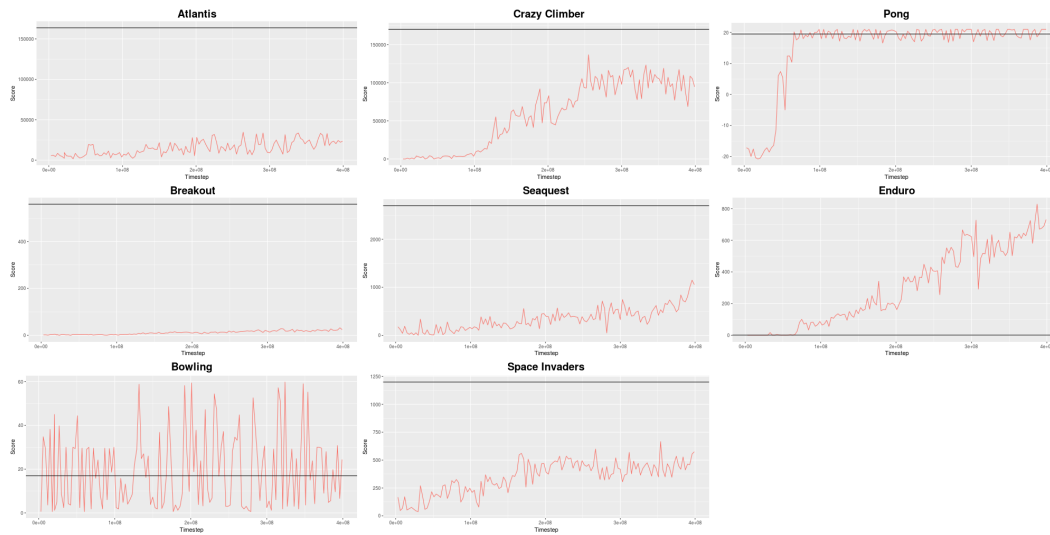 Atlantis
Score
150000
100000
50000
0
0e+00 1e+08 2e+08 3e+08 4e+08
Timestep
Crazy Climber
Score
150000
100000
50000
0
0e+00 1e+08 2e+08 3e+08 4e+08
Timestep
Pong
Score
20
10
0
-10
-20
0e+00 1e+08 2e+08 3e+08 4e+08
Timestep
Breakout
Score
400
200
0
0e+00 1e+08 2e+08 3e+08 4e+08
Timestep
Seaquest
Score
2000
1000
0
0e+00 1e+08 2e+08 3e+08 4e+08
Timestep
Enduro
Score
800
600
400
200
0
0e+00 1e+08 2e+08 3e+08 4e+08
Timestep
Bowling
Score
60
40
20
0
0e+00 1e+08 2e+08 3e+08 4e+08
Timestep
Space Invaders
Score
1250
1000
750
500
250
0
0e+00 1e+08 2e+08 3e+08 4e+08
Timestep